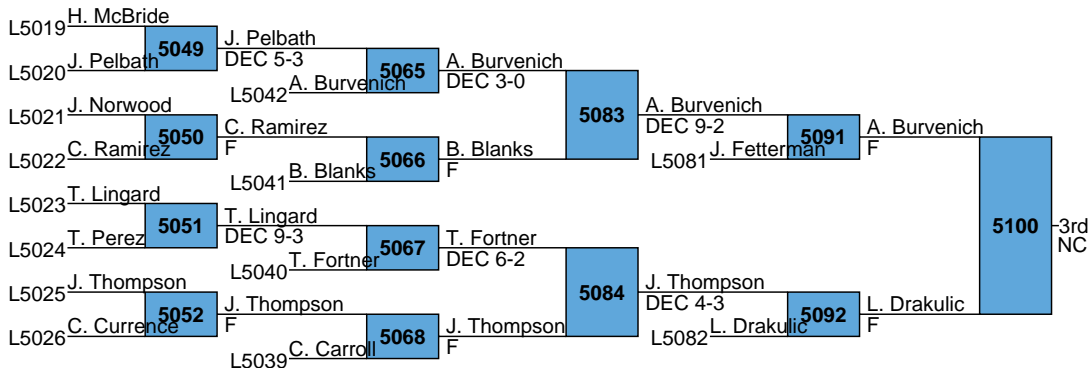 H. McBride
L5019
5049
J. Pelbath
DEC 5-3
J. Pelbath
L5020
5065
A. Burvenich
DEC 3-0
A. Burvenich
L5042
J. Norwood
L5021
5083
A. Burvenich
DEC 9-2
5050
C. Ramirez
F
5091
A. Burvenich
F
C. Ramirez
L5022
5066
B. Blanks
F
J. Fetterman
L5081
B. Blanks
L5041
T. Lingard
L5023
5051
T. Lingard
DEC 9-3
5100
3rd
NC
T. Perez
L5024
5067
T. Fortner
DEC 6-2
T. Fortner
L5040
J. Thompson
L5025
5084
J. Thompson
DEC 4-3
5052
J. Thompson
F
5092
L. Drakulic
F
C. Currence
L5026
5068
J. Thompson
F
L. Drakulic
L5082
C. Carroll
L5039